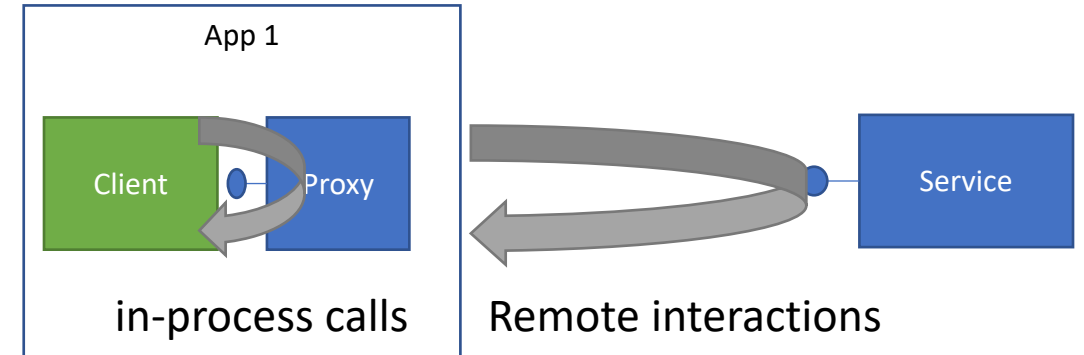 App 1
Client
Proxy
Service
in-process calls
Remote interactions